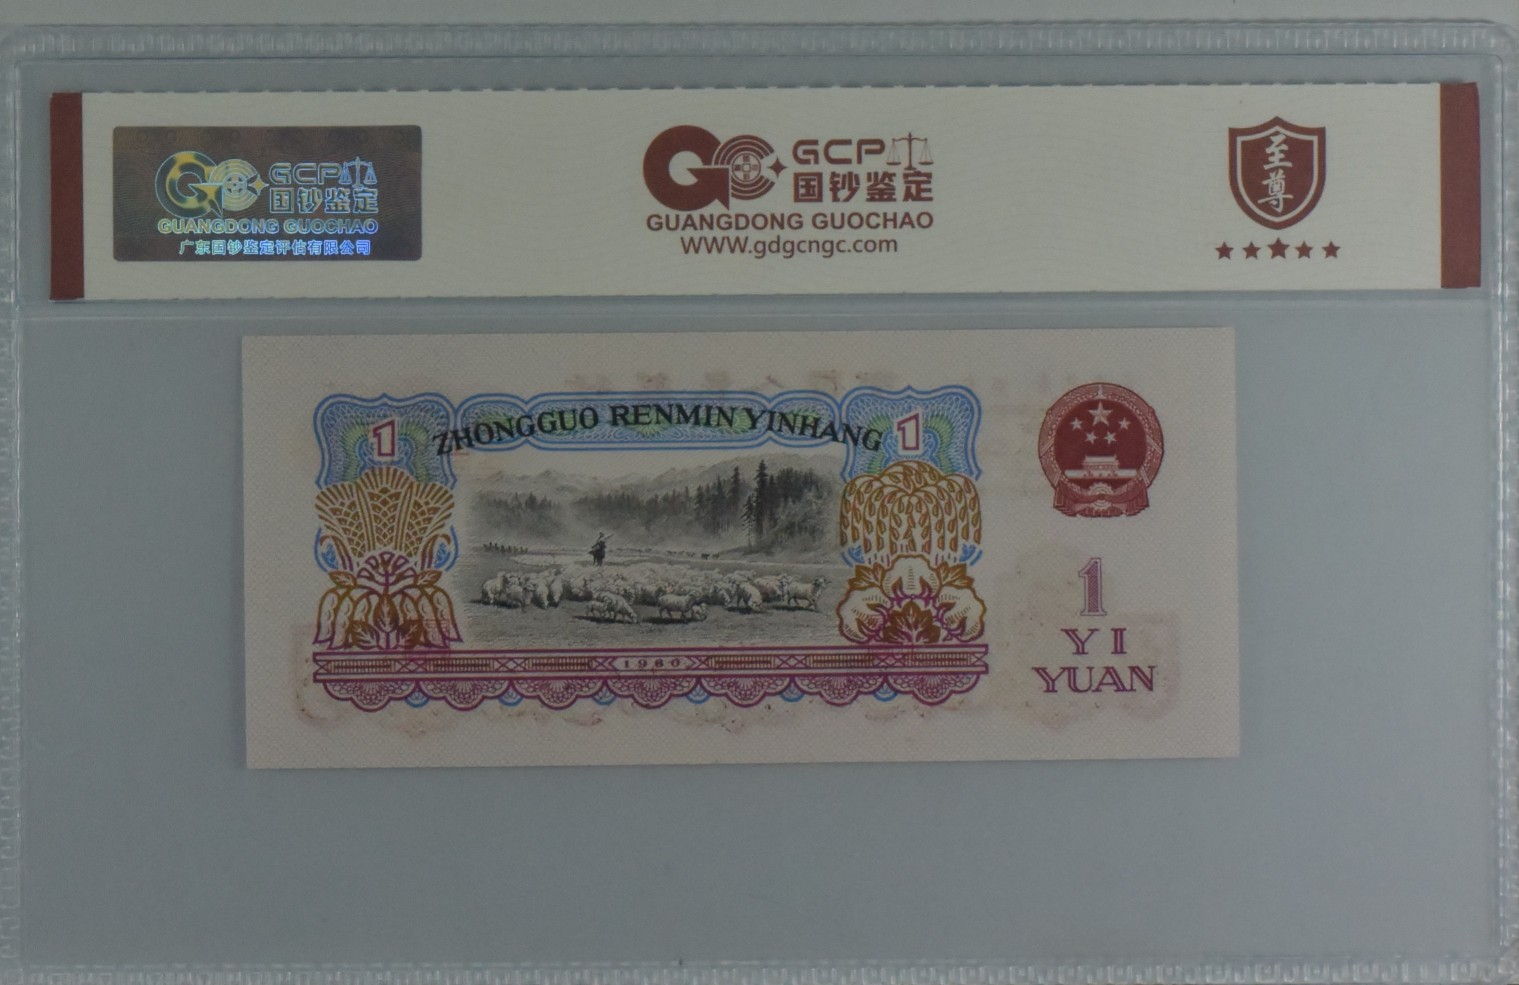 GCP
国钞鉴定
GUANGDONG GUOCHAO
广东国钞鉴定评估有限公司
GCP
国钞鉴定
GUANGDONG GUOCHAO
WWW.gdgcngc.com
至尊
1
ZHONGGUO RENMIN YINHANG
1
1960
1
YI
YUAN